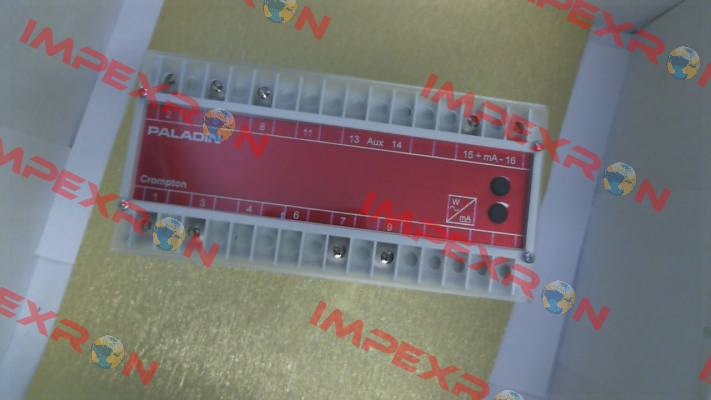 IMPEXRON
IMPEXRON
2 8 11 13 Aux 14 15 + mA - 16
PALADIN
Crompton
W
mA
1 3 4 6 7 9
IMPEXRON
IMPEXRON
IMPEXRON
IMPEXRON
IMPEXRON